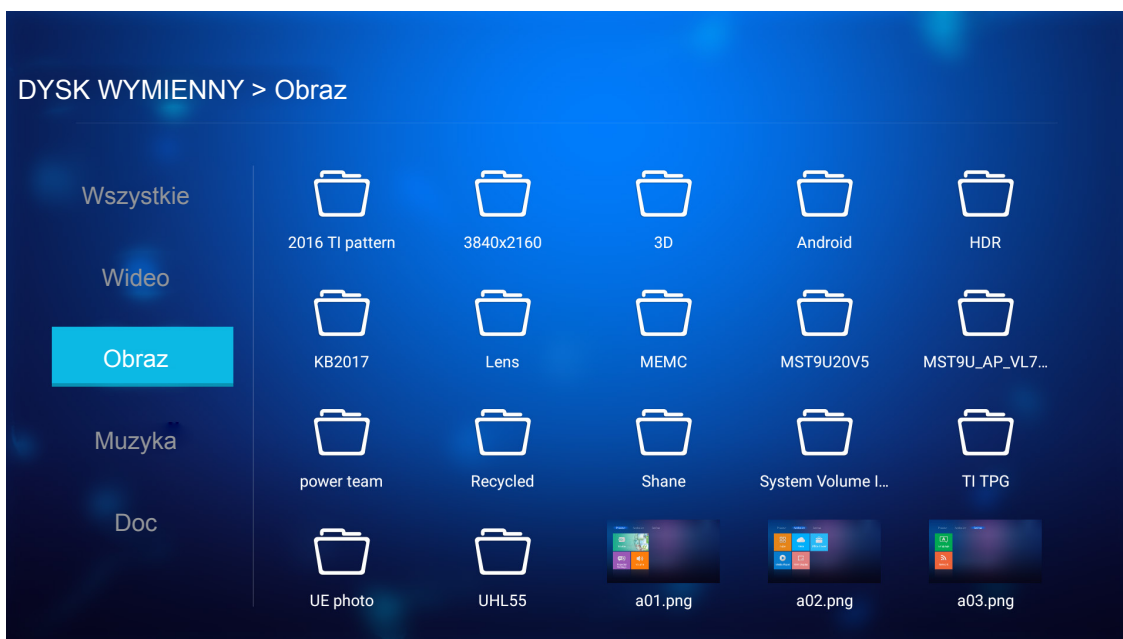 DYSK WYMIENNY > Obraz
Wszystkie
Wideo
Obraz
Muzyka
Doc
2016 TI pattern
3840x2160
3D
Android
HDR
KB2017
Lens
MEMC
MST9U20V5
MST9U_AP_VL7...
power team
Recycled
Shane
System Volume I...
TI TPG
UE photo
UHL55
a01.png
a02.png
a03.png